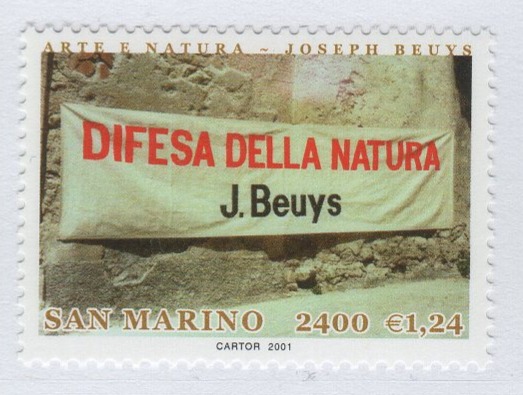 ARTE E NATURA ~ JOSEPH BEUYS
DIFESA DELLA NATURA
J. Beuys
SAN MARINO 2400 €1,24
CARTOR 2001